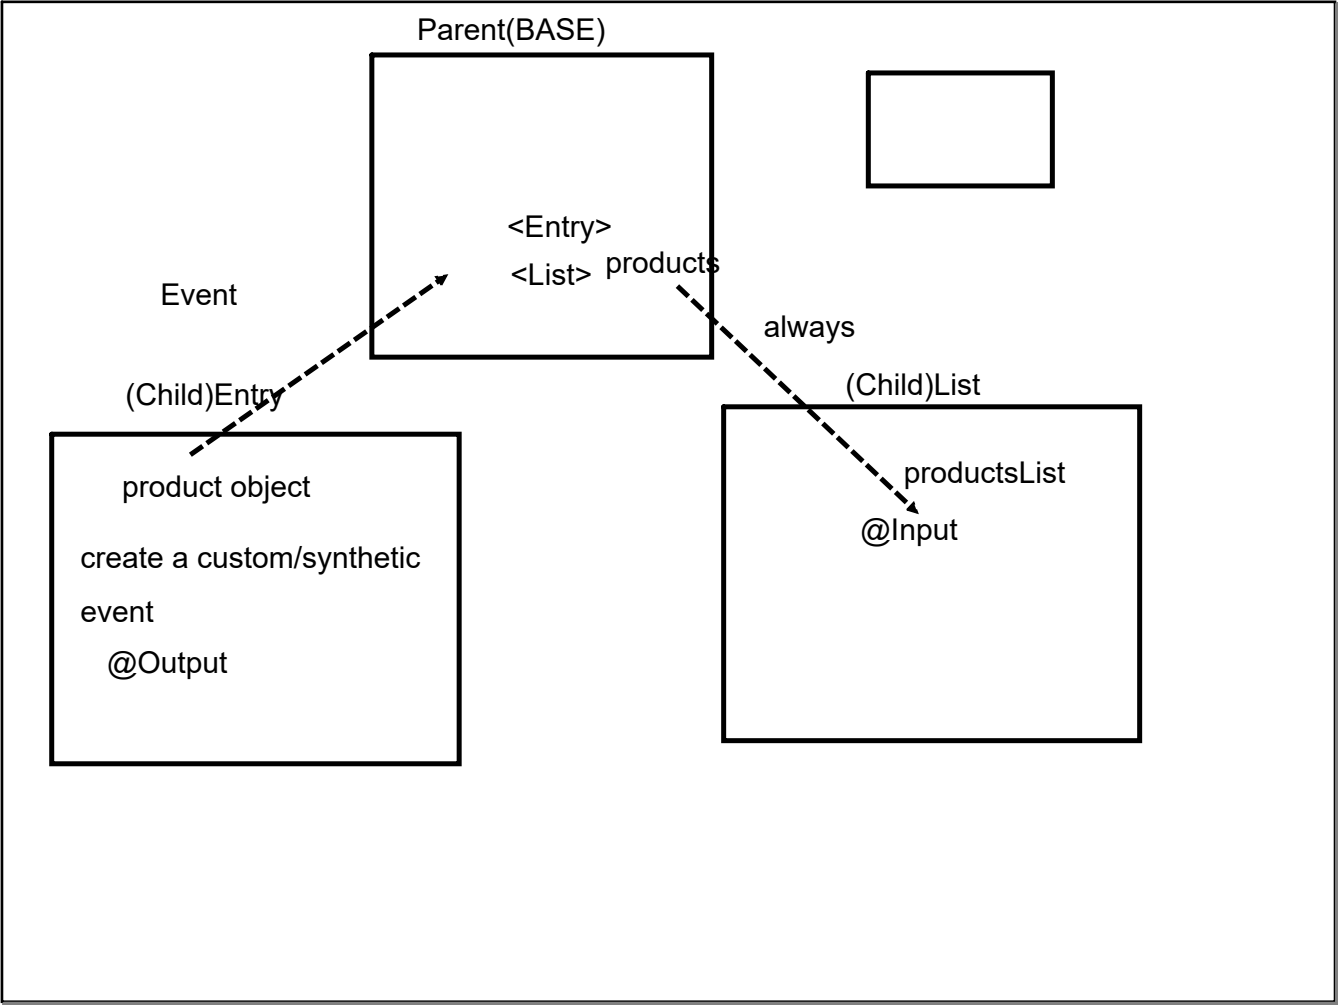 Parent(BASE)
<Entry>
<List>
products
Event
always
(Child)Entry
(Child)List
product object
create a custom/synthetic
event
@Output
productsList
@Input